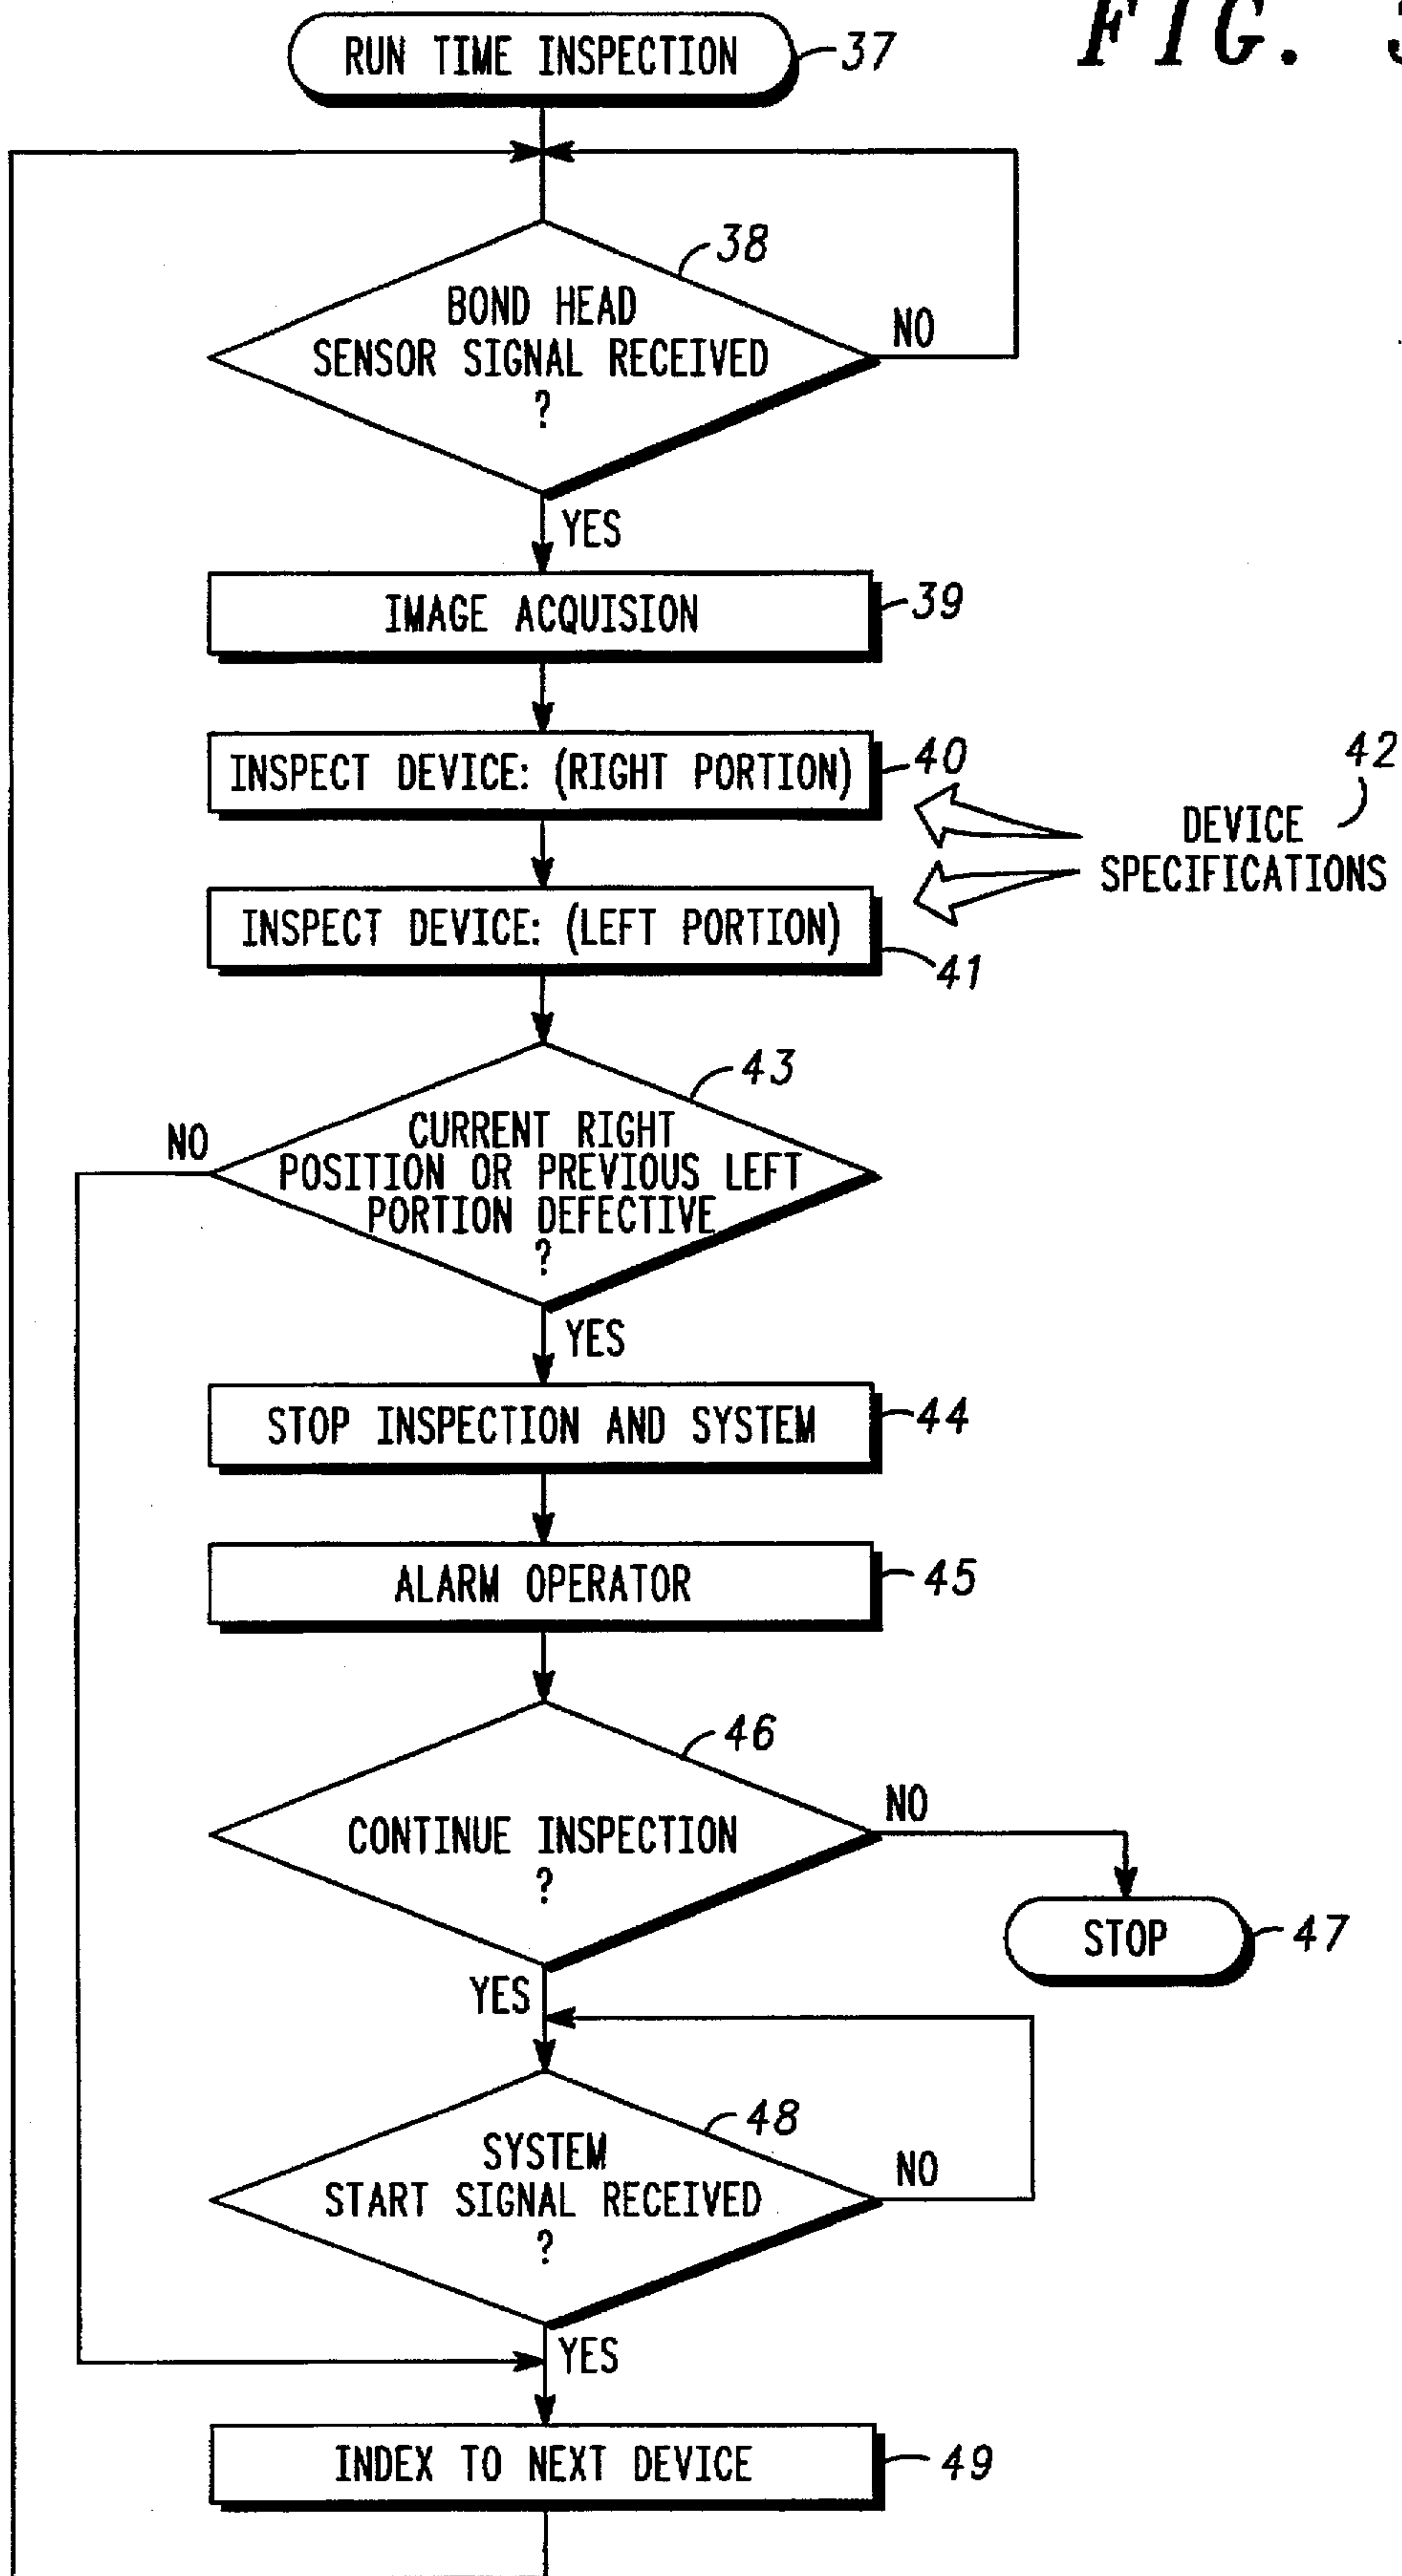 FIG. 3
RUN TIME INSPECTION
37
38
BOND HEAD
SENSOR SIGNAL RECEIVED
?
NO
YES
IMAGE ACQUISION
39
INSPECT DEVICE: (RIGHT PORTION)
40
42
DEVICE
SPECIFICATIONS
INSPECT DEVICE: (LEFT PORTION)
41
43
NO
CURRENT RIGHT
POSITION OR PREVIOUS LEFT
PORTION DEFECTIVE
?
YES
STOP INSPECTION AND SYSTEM
44
ALARM OPERATOR
45
46
CONTINUE INSPECTION
?
NO
STOP
47
YES
48
SYSTEM
START SIGNAL RECEIVED
?
NO
YES
INDEX TO NEXT DEVICE
49